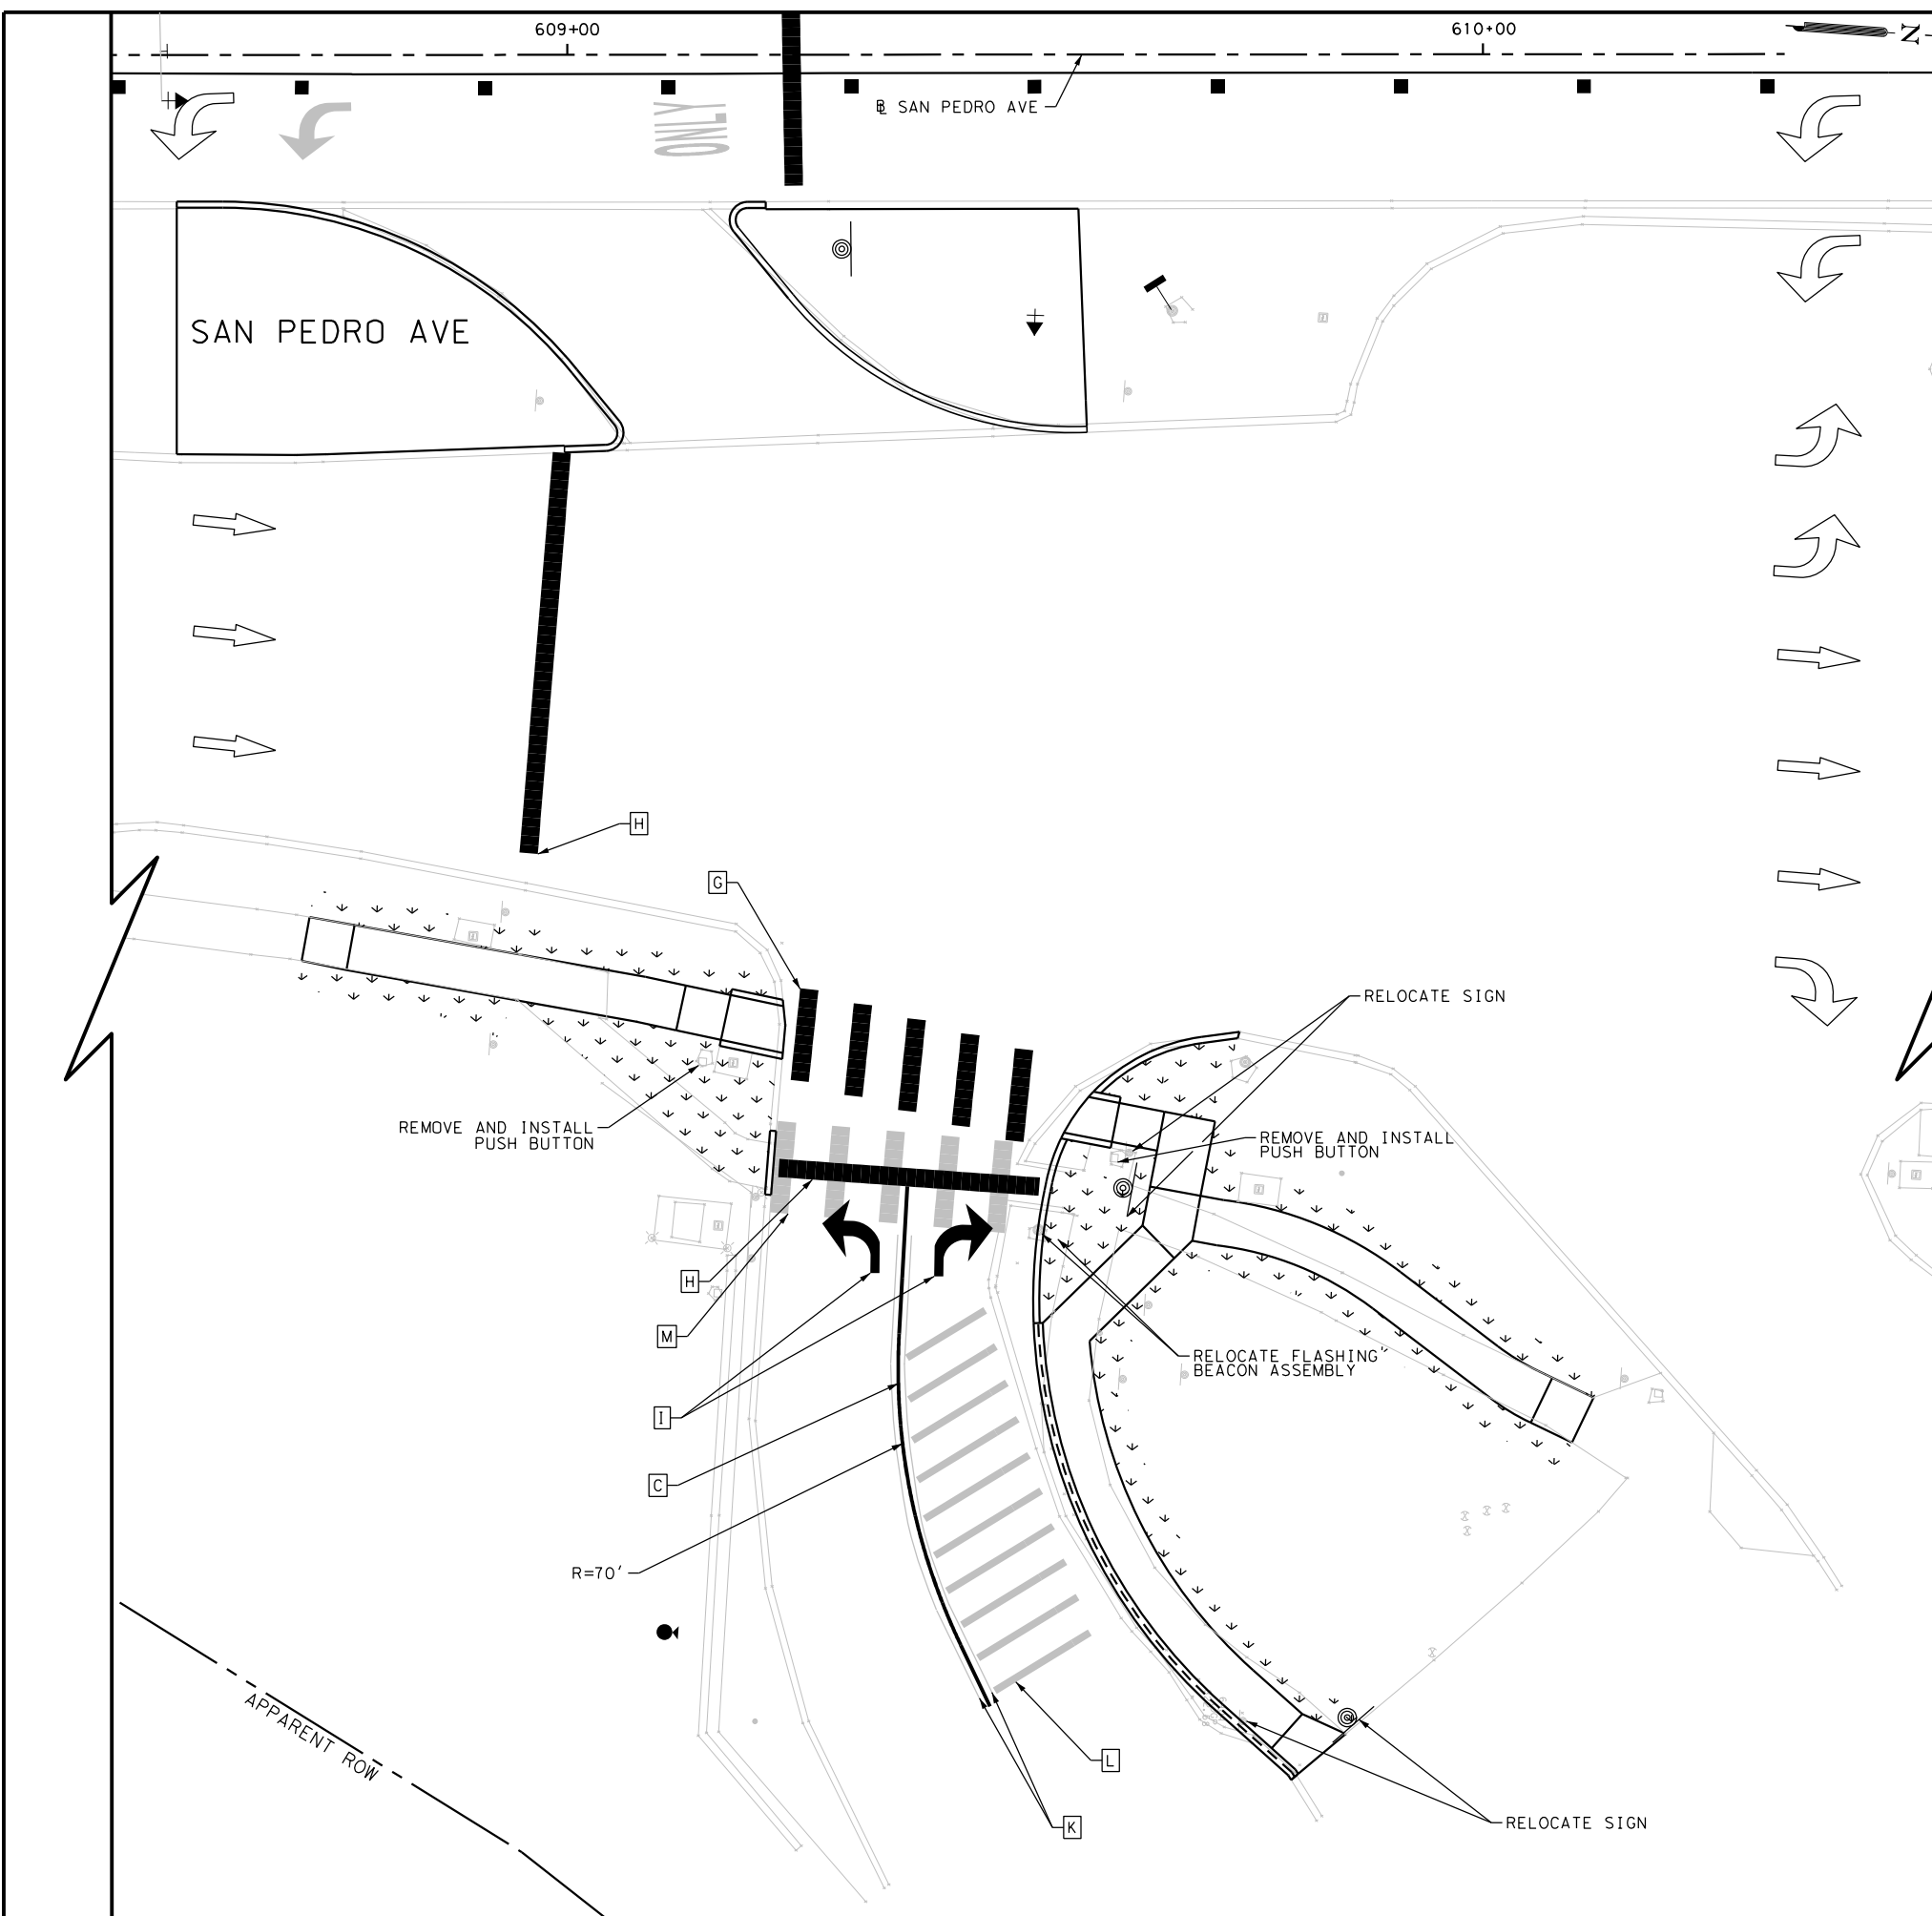 609+00
610+00
N
℄ SAN PEDRO AVE
ONLY
SAN PEDRO AVE
H
G
RELOCATE SIGN
REMOVE AND INSTALL
PUSH BUTTON
REMOVE AND INSTALL
PUSH BUTTON
H
M
RELOCATE FLASHING
BEACON ASSEMBLY
I
C
R=70'
APPARENT ROW
L
K
RELOCATE SIGN